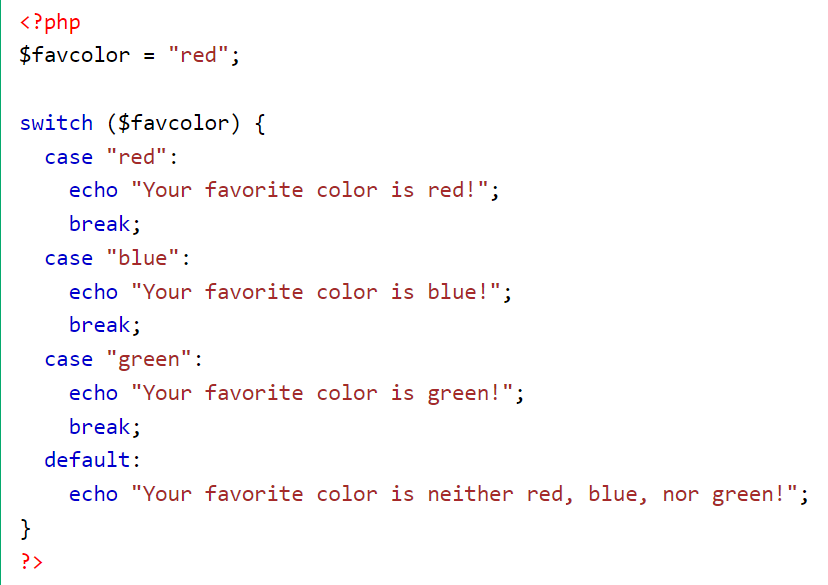 <?php
$favcolor = "red";

switch ($favcolor) {
  case "red":
    echo "Your favorite color is red!";
    break;
  case "blue":
    echo "Your favorite color is blue!";
    break;
  case "green":
    echo "Your favorite color is green!";
    break;
  default:
    echo "Your favorite color is neither red, blue, nor green!";
}
?>